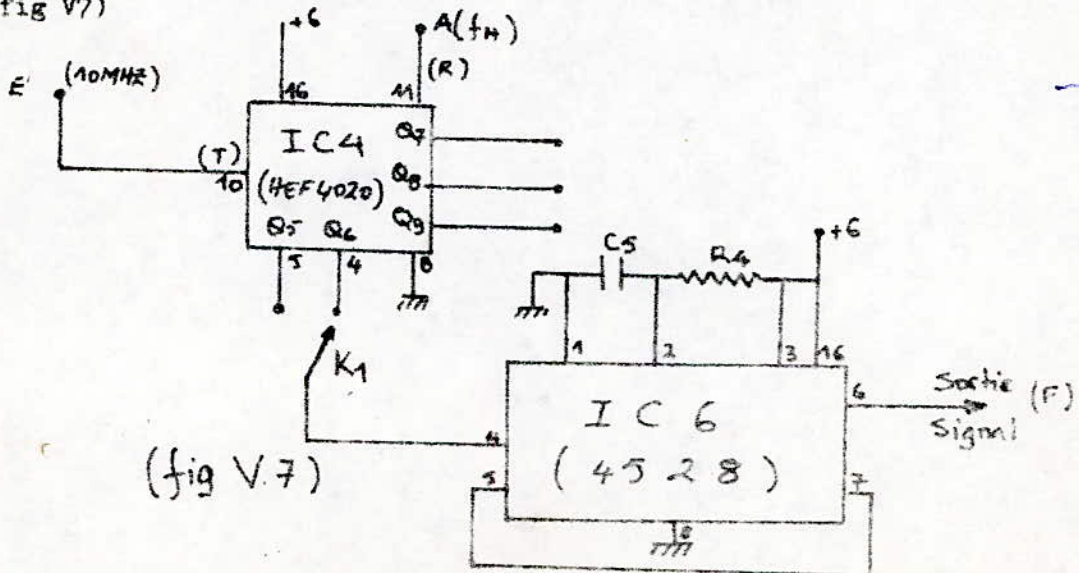 fig V7)
+6
A(fH)
E (10MHZ)
16
11
(R)
IC4
Q7
(T)
10
(HEF4020)
Q8
Q5 Q6
Q9
5
4
8
+6
C5
R4
K1
1
2
3
16
IC6
6
Sortie (F)
Signal
4
(4528)
5
7
(fig V.7)
8